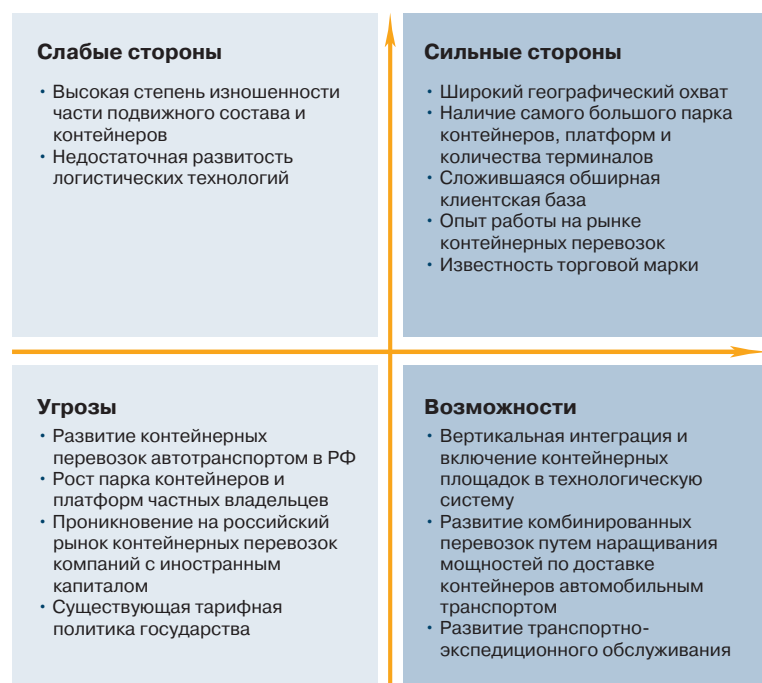 Слабые стороны
• Высокая степень изношенности
части подвижного состава и
контейнеров
• Недостаточная развитость
логистических технологий
Сильные стороны
• Широкий географический охват
• Наличие самого большого парка
контейнеров, платформ и
количества терминалов
• Сложившаяся обширная
клиентская база
• Опыт работы на рынке
контейнерных перевозок
• Известность торговой марки
Угрозы
• Развитие контейнерных
перевозок автотранспортом в РФ
• Рост парка контейнеров и
платформ частных владельцев
• Проникновение на российский
рынок контейнерных перевозок
компаний с иностранным
капиталом
• Существующая тарифная
политика государства
Возможности
• Вертикальная интеграция и
включение контейнерных
площадок в технологическую
систему
• Развитие комбинированных
перевозок путем наращивания
мощностей по доставке
контейнеров автомобильным
транспортом
• Развитие транспортно-
экспедиционного обслуживания